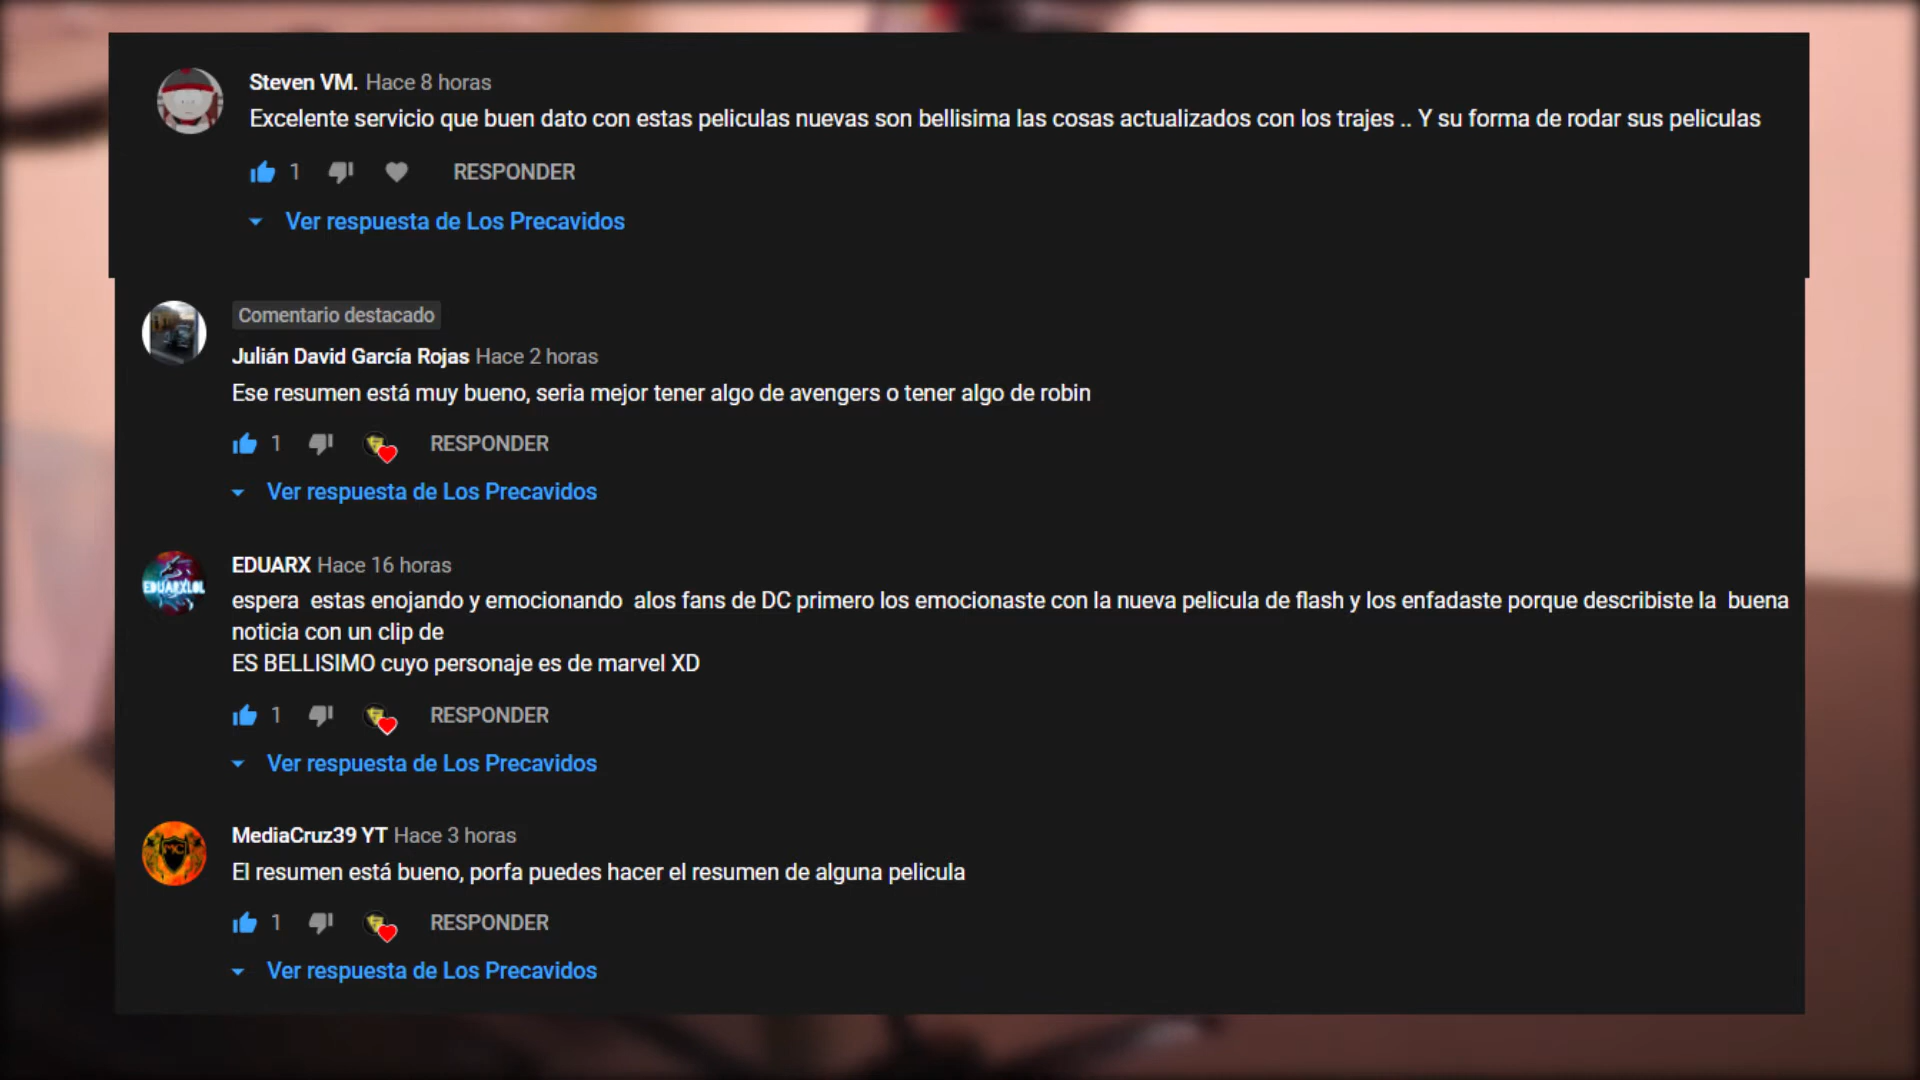 Steven VM. Hace 8 horas
Excelente servicio que buen dato con estas peliculas nuevas son bellisima las cosas actualizados con los trajes .. Y su forma de rodar sus peliculas
1 RESPONDER
Ver respuesta de Los Precavidos
Comentario destacado
Julián David García Rojas Hace 2 horas
Ese resumen está muy bueno, seria mejor tener algo de avengers o tener algo de robin
1 RESPONDER
Ver respuesta de Los Precavidos
EDUARXLOL
EDUARX Hace 16 horas
espera  estas enojando y emocionando  alos fans de DC primero los emocionaste con la nueva pelicula de flash y los enfadaste porque describiste la  buena
noticia con un clip de
ES BELLISIMO cuyo personaje es de marvel XD
1 RESPONDER
Ver respuesta de Los Precavidos
MC
MediaCruz39 YT Hace 3 horas
El resumen está bueno, porfa puedes hacer el resumen de alguna pelicula
1 RESPONDER
Ver respuesta de Los Precavidos